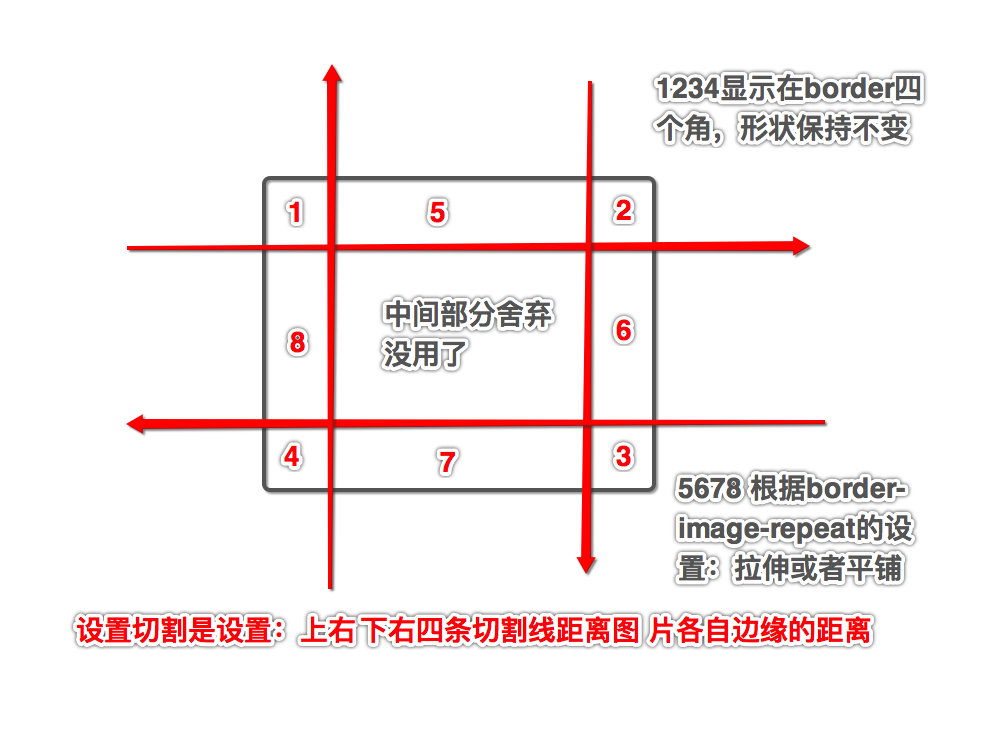 1234显示在border四
个角，形状保持不变
1
5
2
中间部分舍弃
没用了
8
6
4
7
3
5678 根据border-
image-repeat的设
置：拉伸或者平铺
设置切割是设置：上右下右四条切割线距离图 片各自边缘的距离